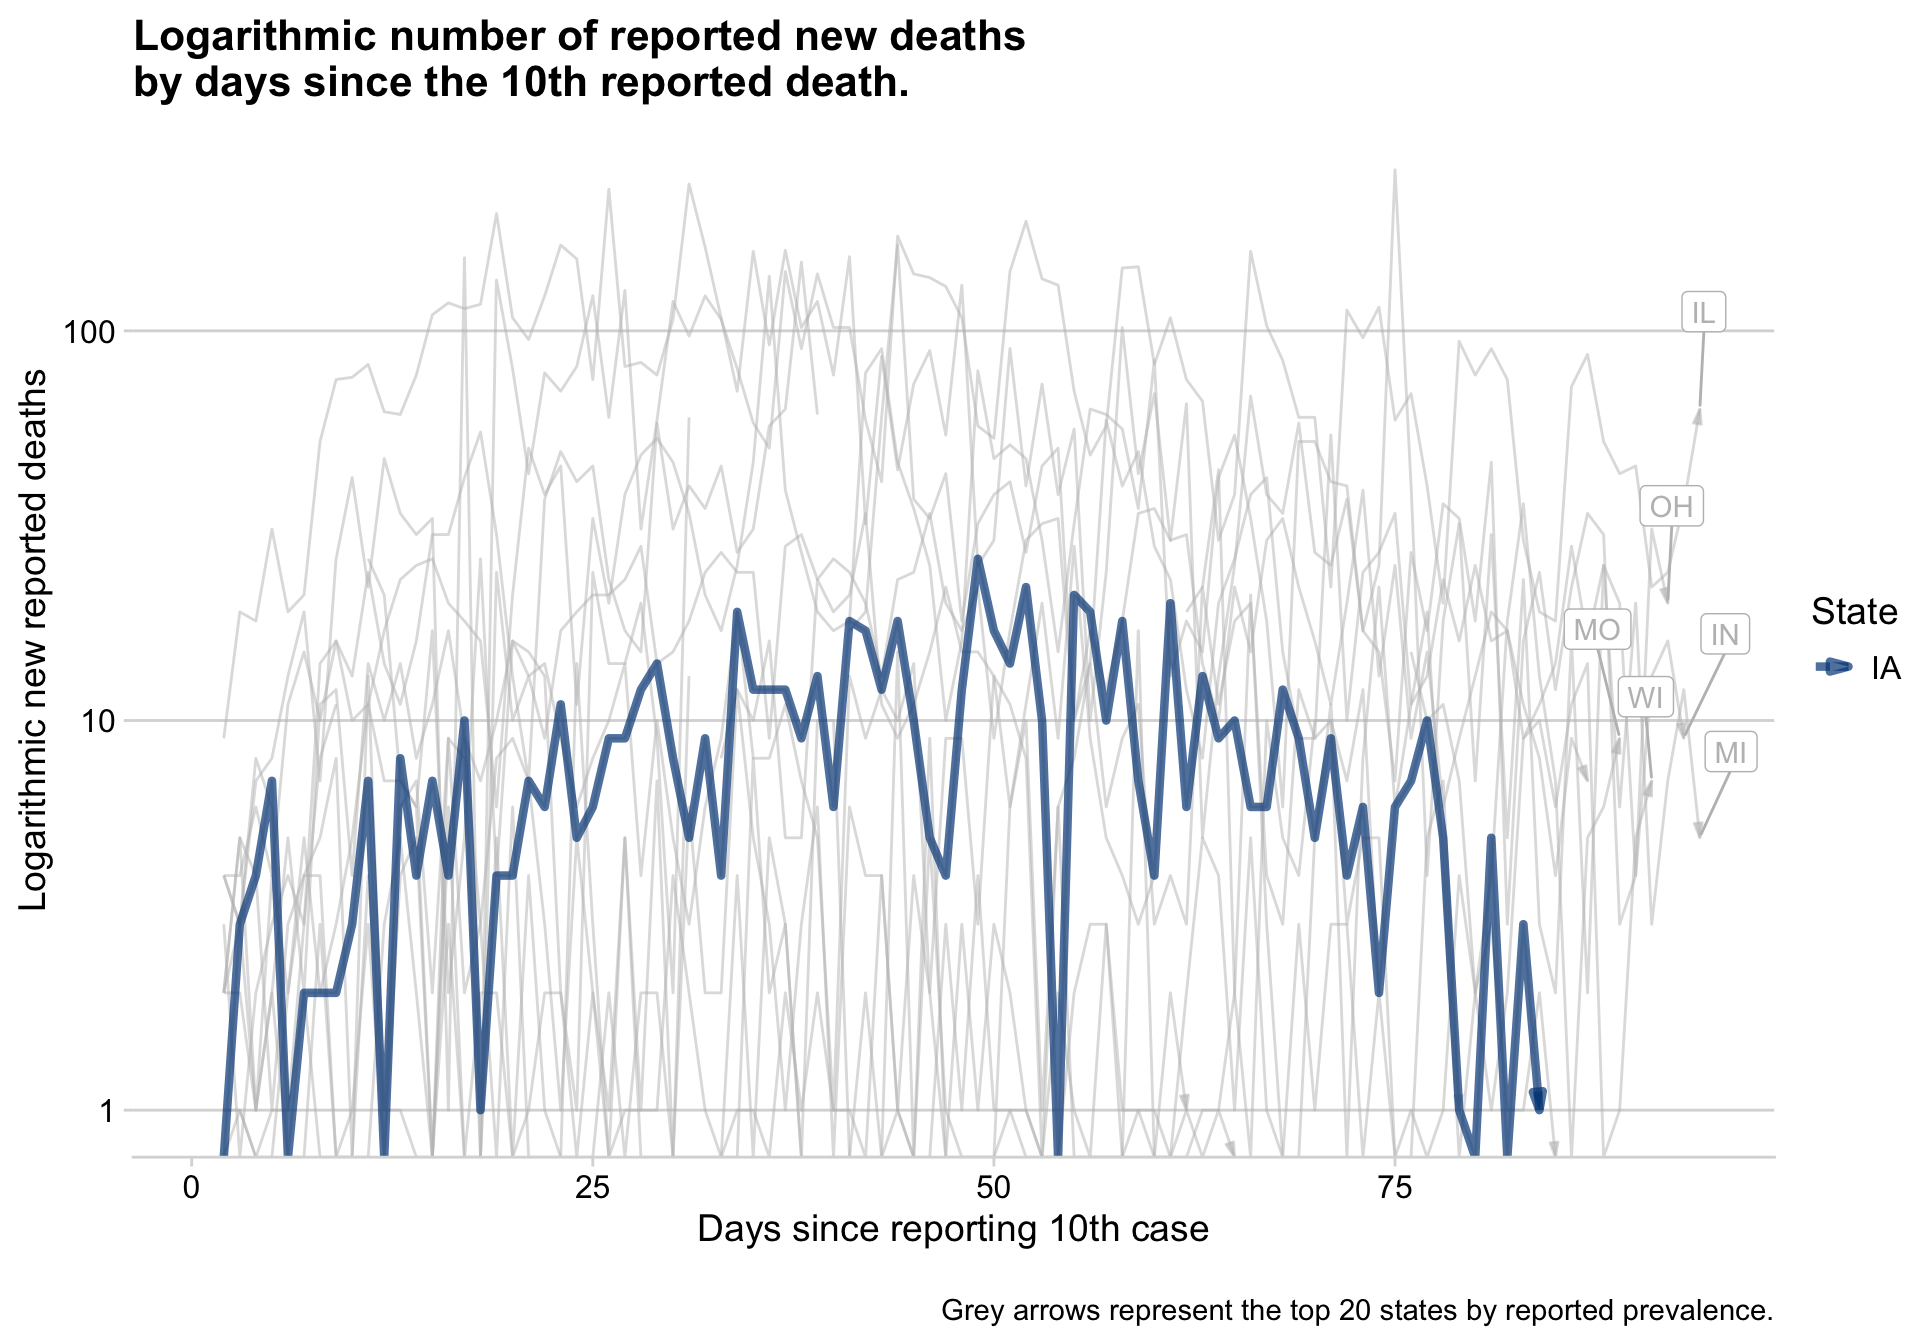 Logarithmic number of reported new deaths
by days since the 10th reported death.
Logarithmic new reported deaths
100
10
1
0
25
50
75
Days since reporting 10th case
IL
OH
MO
IN
WI
MI
State
IA
Grey arrows represent the top 20 states by reported prevalence.